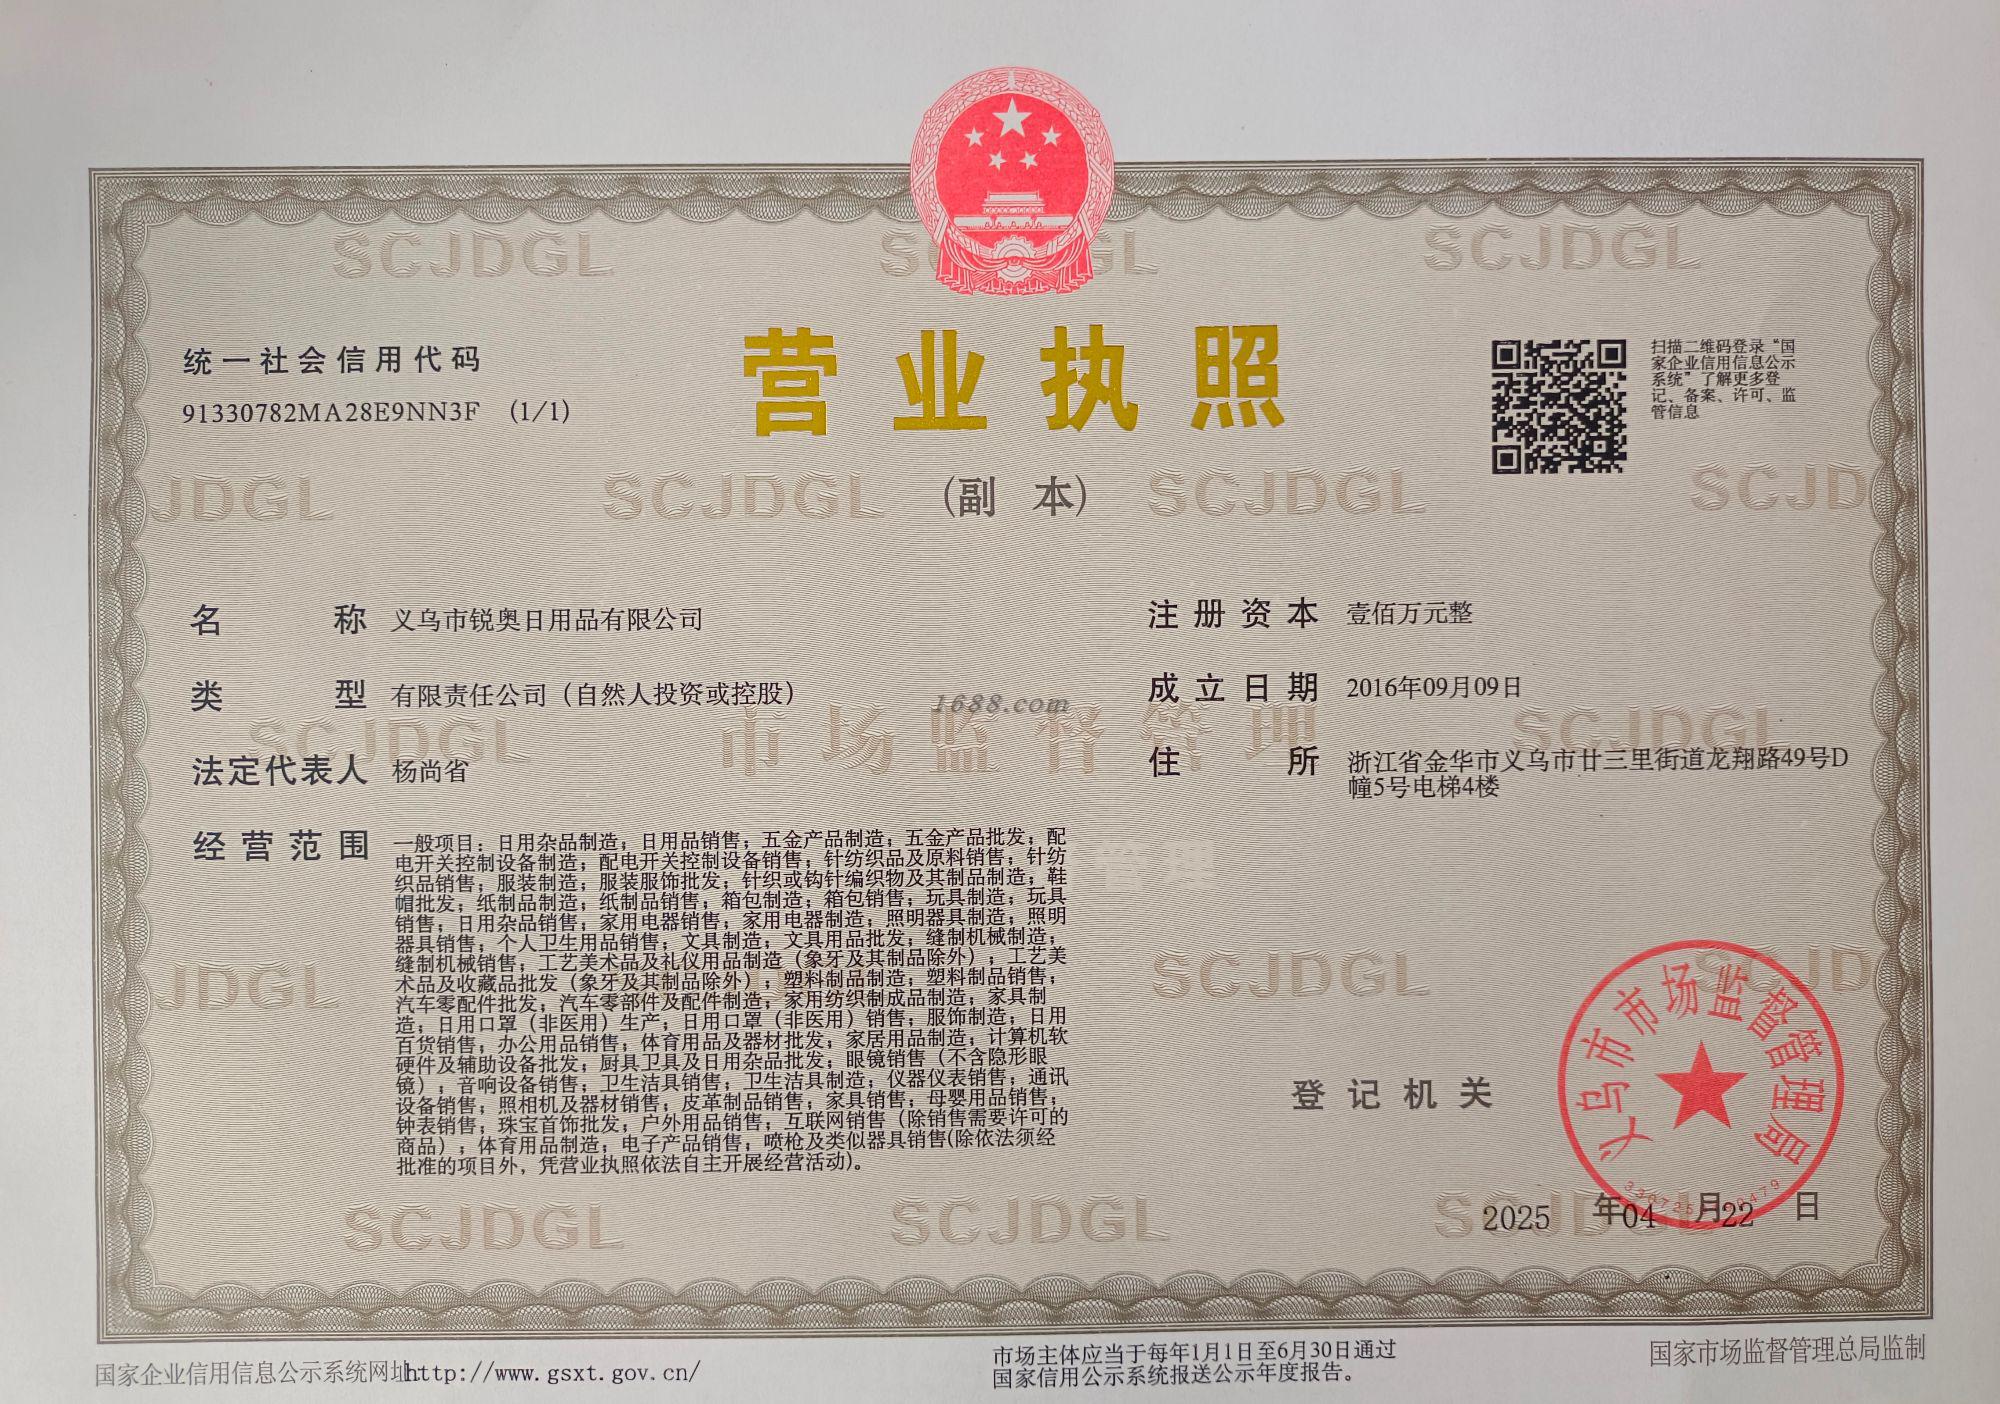 SCJDGL SCJDGL SCJDGL
统一社会信用代码
91330782MA28E9NN3F (1/1)
营业执照
(副 本)
扫描二维码登录“国
家企业信用信息公示
系统”了解更多登
记、备案、许可、监
管信息
JDGL SCJDGL SCJDGL SCJD
名 称 义乌市锐奥日用品有限公司
类 型 有限责任公司（自然人投资或控股）
法定代表人 杨尚省
经营范围 一般项目：日用杂品制造；日用品销售；五金产品制造；五金产品批发；配
电开关控制设备制造；配电开关控制设备销售；针纺织品及原料销售；针纺
织品销售；服装制造；服装服饰批发；针织或钩针编织物及其制品制造；鞋
帽批发；纸制品制造；纸制品销售；箱包制造；箱包销售；玩具制造；玩具
销售；日用杂品销售；家用电器销售；家用电器制造；照明器具制造；照明
器具销售；个人卫生用品销售；文具制造；文具用品批发；缝制机械制造；
缝制机械销售；工艺美术品及礼仪用品制造（象牙及其制品除外）；工艺美
术品及收藏品批发（象牙及其制品除外）；塑料制品制造；塑料制品销售；
汽车零配件批发；汽车零部件及配件制造；家用纺织制成品制造；家具制
造；日用口罩（非医用）生产；日用口罩（非医用）销售；服饰制造；日用
百货销售；办公用品销售；体育用品及器材批发；家居用品制造；计算机软
硬件及辅助设备批发；厨具卫具及日用杂品批发；眼镜销售（不含隐形眼
镜）；音响设备销售；卫生洁具销售；卫生洁具制造；仪器仪表销售；通讯
设备销售；照相机及器材销售；皮革制品销售；家具销售；母婴用品销售；
钟表销售；珠宝首饰批发；户外用品销售；互联网销售（除销售需要许可的
商品）；体育用品制造；电子产品销售；喷枪及类似器具销售(除依法须经
批准的项目外，凭营业执照依法自主开展经营活动)。
注册资本 壹佰万元整
成立日期 2016年09月09日
住 所 浙江省金华市义乌市廿三里街道龙翔路49号D
幢5号电梯4楼
1688.com
SCJDGL 市场监督管理 SCJDGL
JDGL SCJDGL SCJD
登记机关
义乌市市场监督管理局
2025 年04 月22 日
SCJDGL SCJDGL SCJDGL
国家企业信用信息公示系统网址http://www.gsxt.gov.cn/
市场主体应当于每年1月1日至6月30日通过
国家信用公示系统报送公示年度报告。
国家市场监督管理总局监制